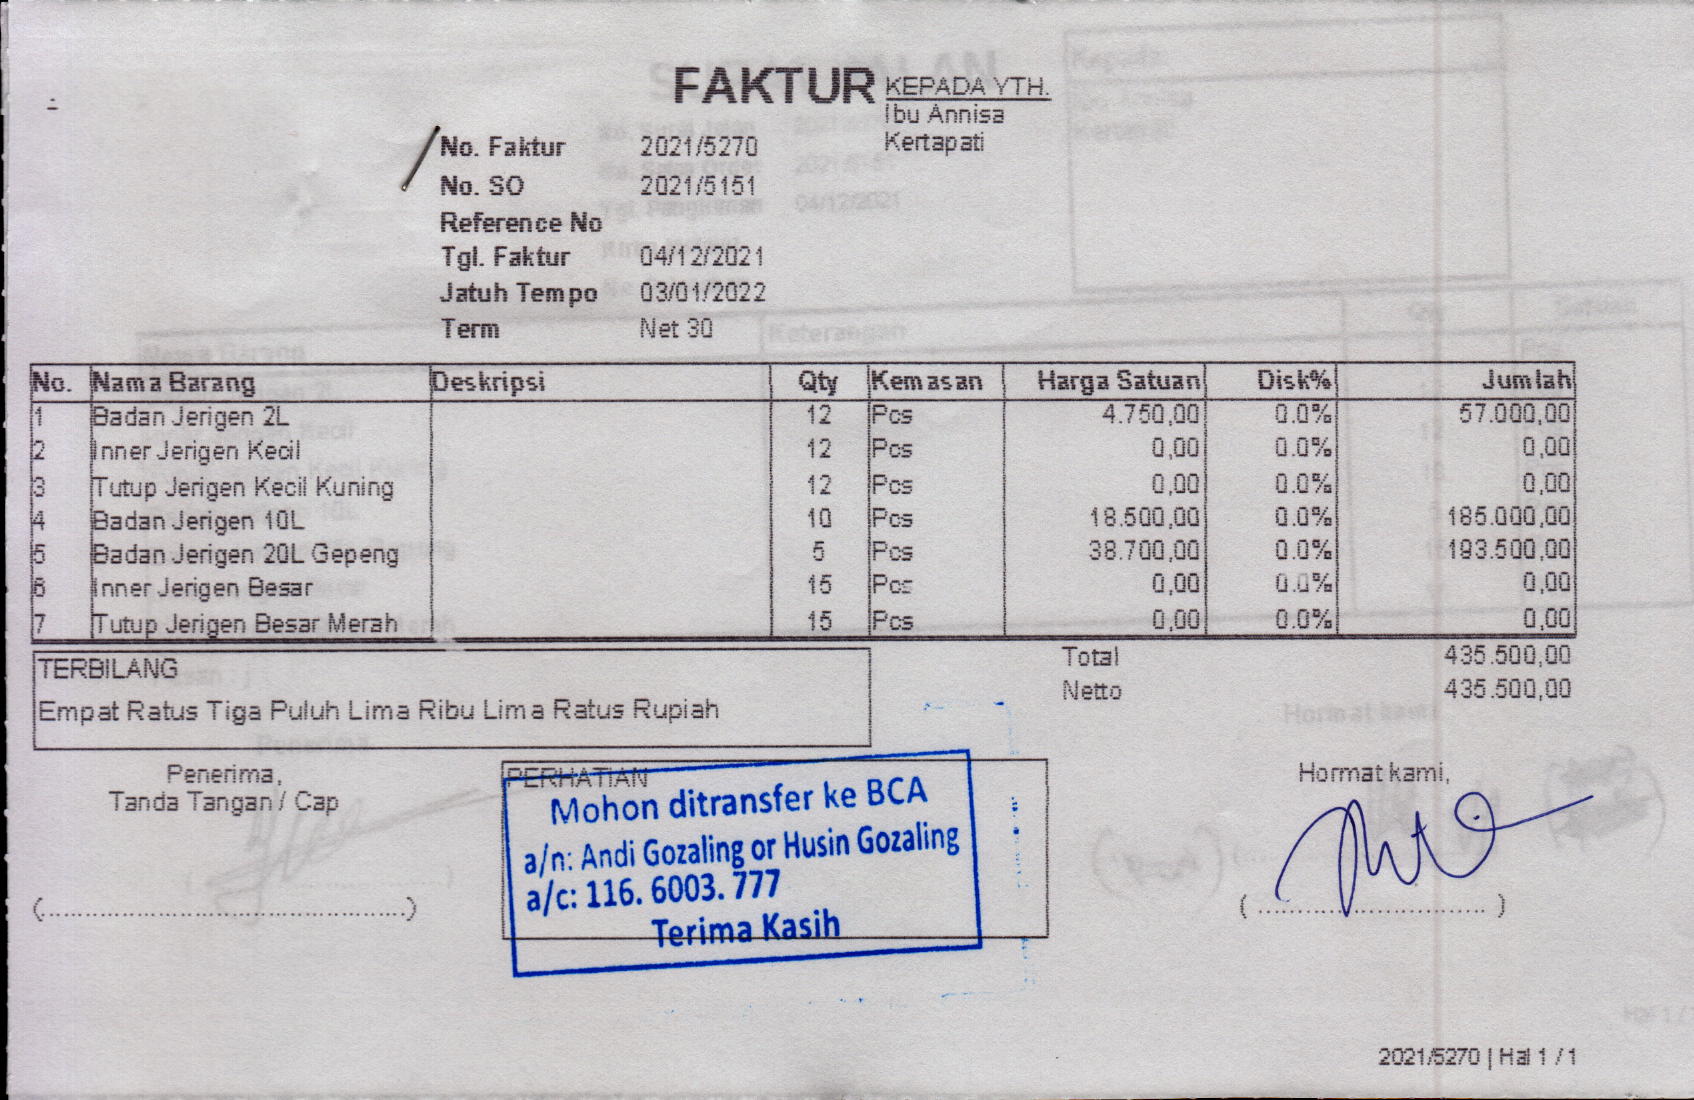 FAKTUR
KEPADA YTH.
Ibu Annisa
Kertapati
No. Faktur 2021/5270
No. SO 2021/5151
Reference No
Tgl. Faktur 04/12/2021
Jatuh Tempo 03/01/2022
Term Net 30
No. Nama Barang Deskripsi Qty Kemasan Harga Satuan Disk% Jumlah
1 Badan Jerigen 2L 12 Pcs 4.750,00 0.0% 57.000,00
2 Inner Jerigen Kecil 12 Pcs 0,00 0.0% 0,00
3 Tutup Jerigen Kecil Kuning 12 Pcs 0,00 0.0% 0,00
4 Badan Jerigen 10L 10 Pcs 18.500,00 0.0% 185.000,00
5 Badan Jerigen 20L Gepeng 5 Pcs 38.700,00 0.0% 193.500,00
6 Inner Jerigen Besar 15 Pcs 0,00 0.0% 0,00
7 Tutup Jerigen Besar Merah 15 Pcs 0,00 0.0% 0,00
Total 435.500,00
Netto 435.500,00
TERBILANG
Empat Ratus Tiga Puluh Lima Ribu Lima Ratus Rupiah
Penerima,
Tanda Tangan / Cap
(................................................)
PERHATIAN
Mohon ditransfer ke BCA
a/n: Andi Gozaling or Husin Gozaling
a/c: 116. 6003. 777
Terima Kasih
Hormat kami,
( ............................... )
2021/5270 | Hal 1 / 1